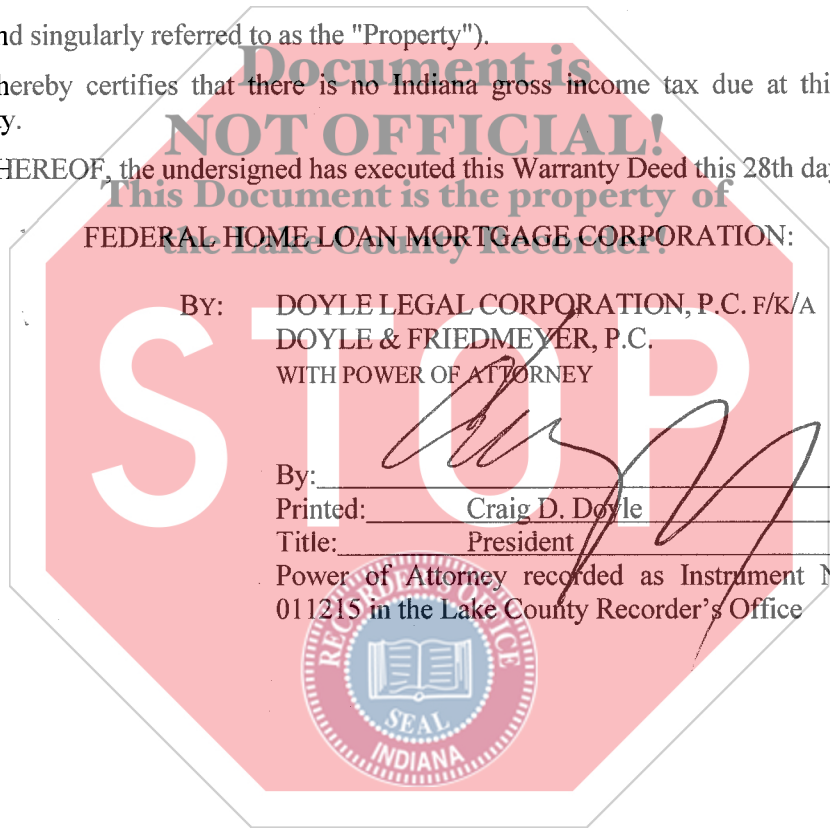 nd singularly referred to as the "Property").
Document is
hereby certifies that there is no Indiana gross income tax due at thi
y.
NOT OFFICIAL!
HEREOF, the undersigned has executed this Warranty Deed this 28th day
This Document is the property of
FEDERAL HOME LOAN MORTGAGE CORPORATION:
the Lake County Recorder!
BY: DOYLE LEGAL CORPORATION, P.C. F/K/A
DOYLE & FRIEDMEYER, P.C.
WITH POWER OF ATTORNEY
STOP
By:
Printed: Craig D. Doyle
Title: President
Power of Attorney recorded as Instrument N
011215 in the Lake County Recorder's Office
RECORDER'S OFFICE
SEAL
INDIANA